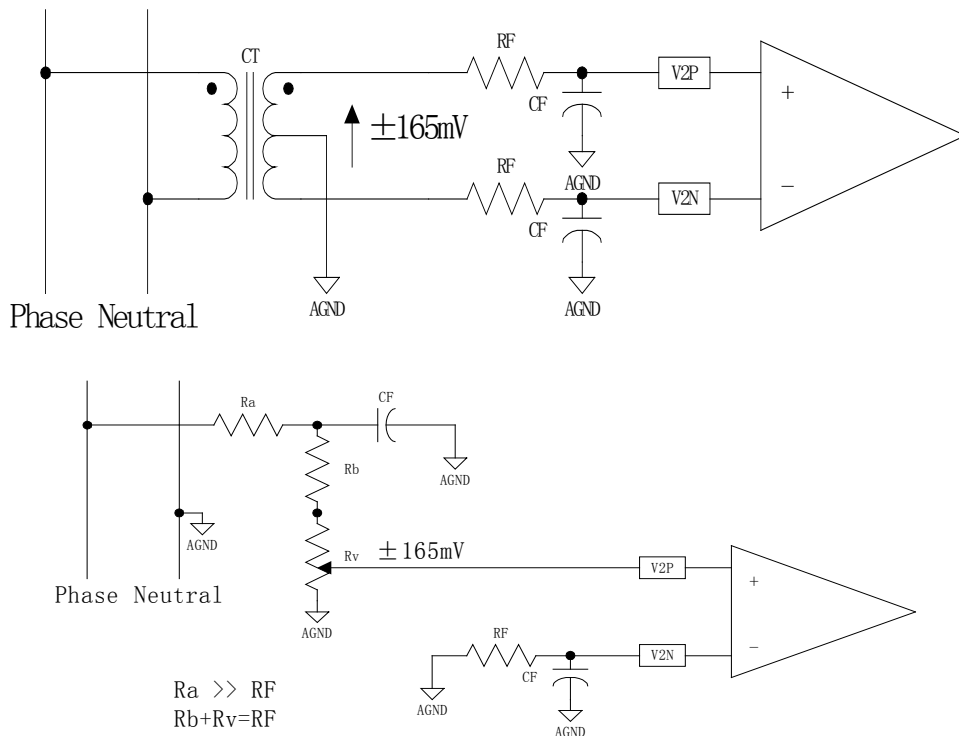 CT
RF
V2P
+
CF
±165mV
AGND
RF
V2N
−
CF
AGND
AGND
Phase Neutral
Ra
CF
AGND
Rb
AGND
Rv
±165mV
V2P
+
Phase Neutral
AGND
RF
V2N
−
CF
AGND
AGND
Ra >> RF
Rb+Rv=RF